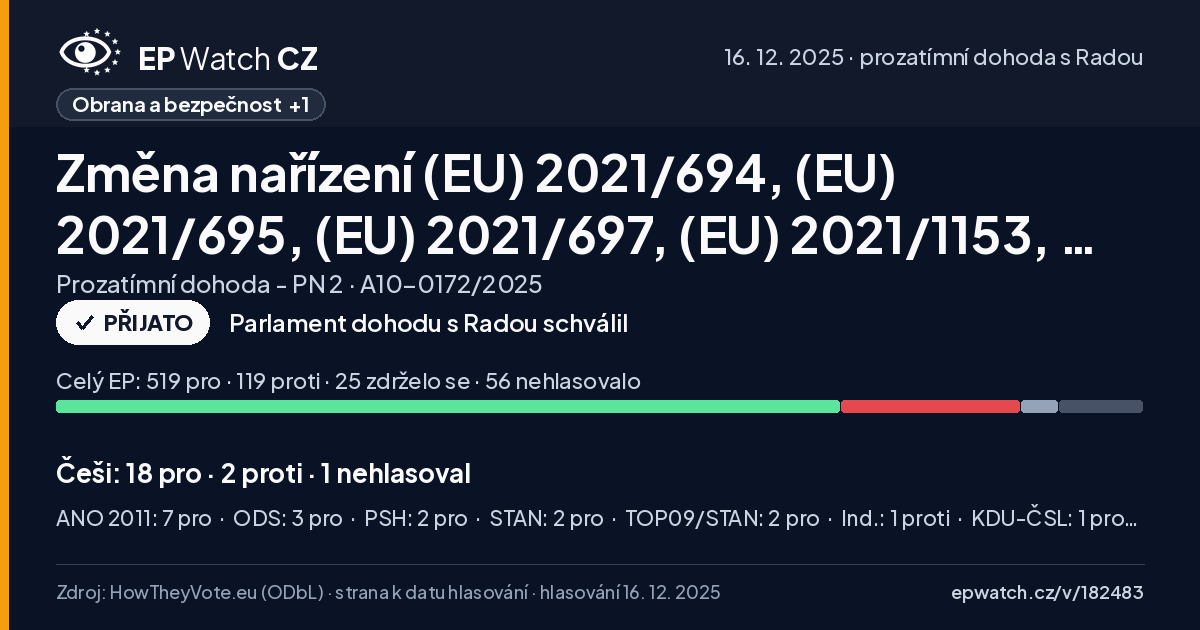 EP Watch CZ
16. 12. 2025 · prozatímní dohoda s Radou
Obrana a bezpečnost +1
Změna nařízení (EU) 2021/694, (EU)
2021/695, (EU) 2021/697, (EU) 2021/1153, …
Prozatímní dohoda – PN 2 · A10–0172/2025
✓ PŘIJATO
Parlament dohodu s Radou schválil
Celý EP: 519 pro · 119 proti · 25 zdrželo se · 56 nehlasovalo
Češi: 18 pro · 2 proti · 1 nehlasoval
ANO 2011: 7 pro · ODS: 3 pro · PSH: 2 pro · STAN: 2 pro · TOP09/STAN: 2 pro · Ind.: 1 proti · KDU-ČSL: 1 pro…
Zdroj: HowTheyVote.eu (ODbL) · strana k datu hlasování · hlasování 16. 12. 2025
epwatch.cz/v/182483